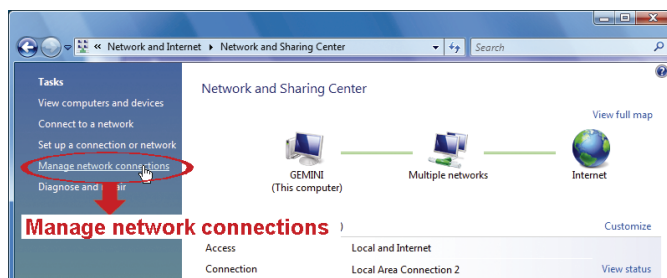 « Network and Internet ▸ Network and Sharing Center
Search
Tasks
View computers and devices
Connect to a network
Set up a connection or network
Manage network connections
Diagnose and
Network and Sharing Center
View full map
GEMINI
(This computer)
Multiple networks
Internet
Manage network connections
)
Customize
Access
Local and Internet
Connection
Local Area Connection 2
View status